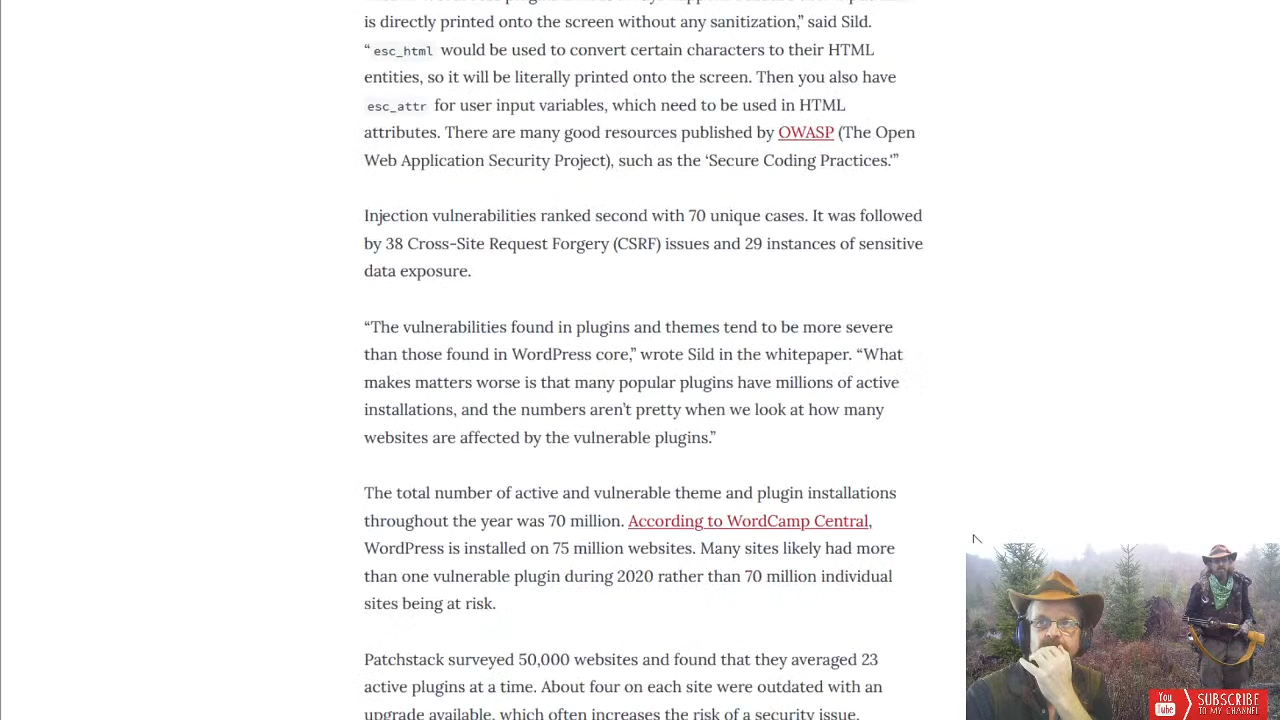 is directly printed onto the screen without any sanitization,” said Sild.
“ esc_html would be used to convert certain characters to their HTML
entities, so it will be literally printed onto the screen. Then you also have
esc_attr for user input variables, which need to be used in HTML
attributes. There are many good resources published by OWASP (The Open
Web Application Security Project), such as the ‘Secure Coding Practices.’”
Injection vulnerabilities ranked second with 70 unique cases. It was followed
by 38 Cross-Site Request Forgery (CSRF) issues and 29 instances of sensitive
data exposure.
“The vulnerabilities found in plugins and themes tend to be more severe
than those found in WordPress core,” wrote Sild in the whitepaper. “What
makes matters worse is that many popular plugins have millions of active
installations, and the numbers aren’t pretty when we look at how many
websites are affected by the vulnerable plugins.”
The total number of active and vulnerable theme and plugin installations
throughout the year was 70 million. According to WordCamp Central,
WordPress is installed on 75 million websites. Many sites likely had more
than one vulnerable plugin during 2020 rather than 70 million individual
sites being at risk.
Patchstack surveyed 50,000 websites and found that they averaged 23
active plugins at a time. About four on each site were outdated with an
upgrade available, which often increases the risk of a security issue.
You
Tube
SUBSCRIBE
TO MY CHANNEL